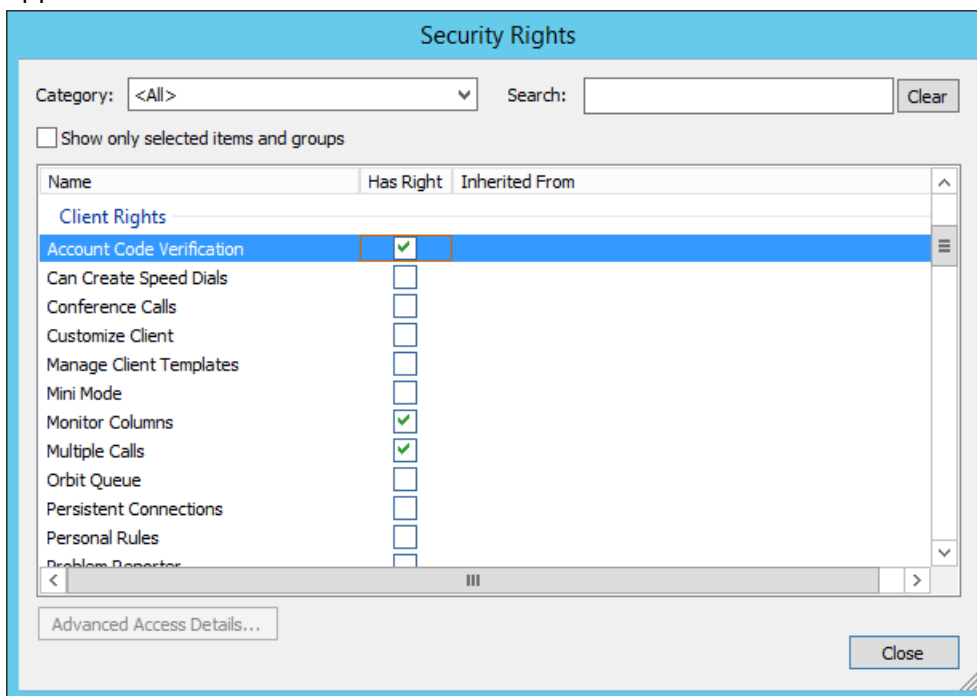 Security Rights
Category: <All> Search: Clear
Show only selected items and groups
Name Has Right Inherited From
Client Rights
Account Code Verification
Can Create Speed Dials
Conference Calls
Customize Client
Manage Client Templates
Mini Mode
Monitor Columns
Multiple Calls
Orbit Queue
Persistent Connections
Personal Rules
Problem Reporter
Advanced Access Details...
Close